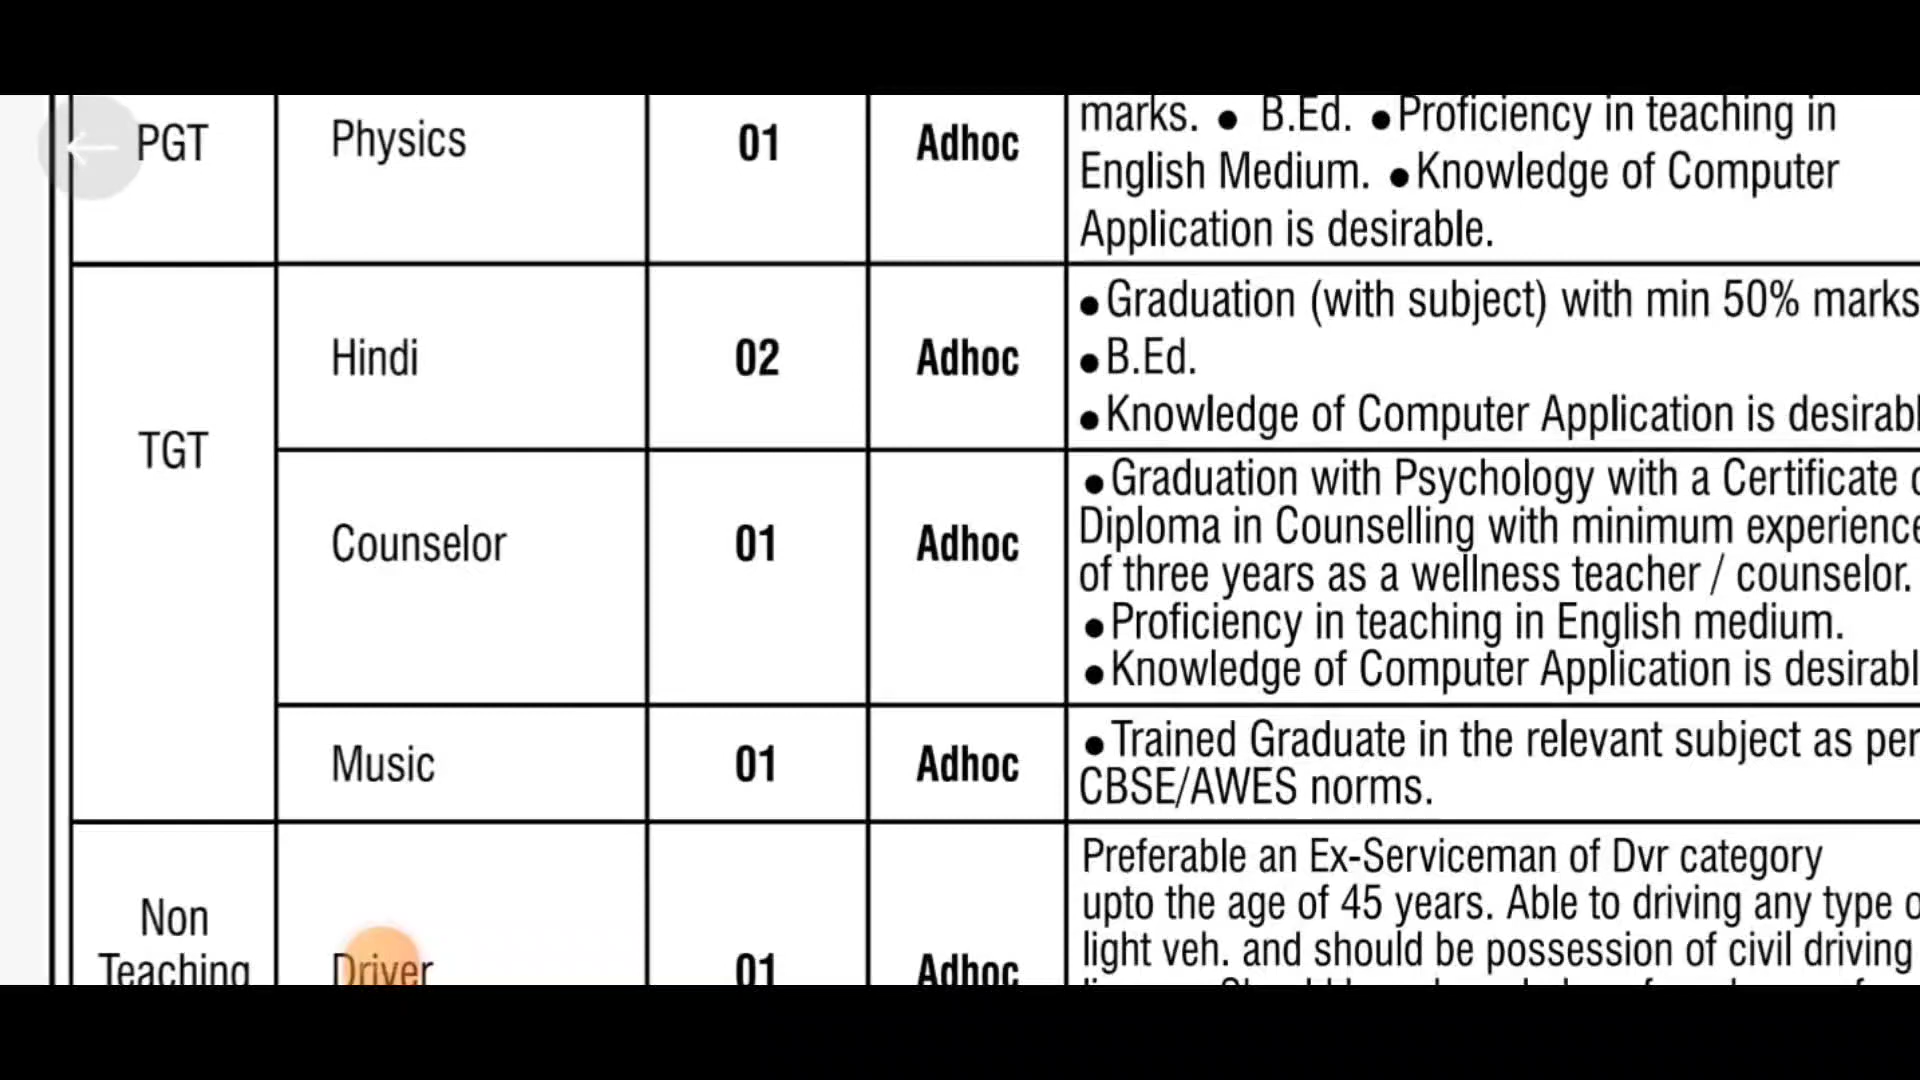 PGT Physics 01 Adhoc
marks. ● B.Ed. ●Proficiency in teaching in
English Medium. ●Knowledge of Computer
Application is desirable.
TGT
Hindi 02 Adhoc
●Graduation (with subject) with min 50% marks
●B.Ed.
●Knowledge of Computer Application is
Counselor 01 Adhoc
●Graduation with Psychology with a Certificate
Diploma in Counselling with minimum experience
of three years as a wellness teacher / counselor.
●Proficiency in teaching in English medium.
●Knowledge of Computer Application is
Music 01 Adhoc
●Trained Graduate in the relevant subject as per
CBSE/AWES norms.
Non
Teaching
Driver 01 Adhoc
Preferable an Ex-Serviceman of Dvr category
upto the age of 45 years. Able to driving any type
light veh. and should be possession of civil driving